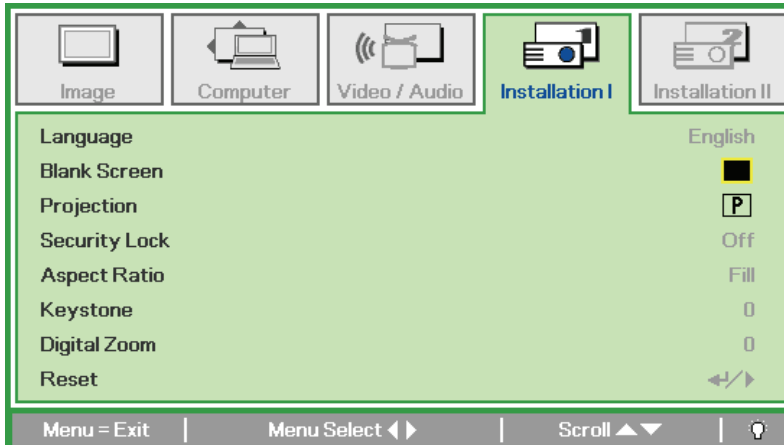 Image Computer Video / Audio Installation I Installation II
Language English
Blank Screen
Projection P
Security Lock Off
Aspect Ratio Fill
Keystone 0
Digital Zoom 0
Reset
Menu = Exit Menu Select Scroll